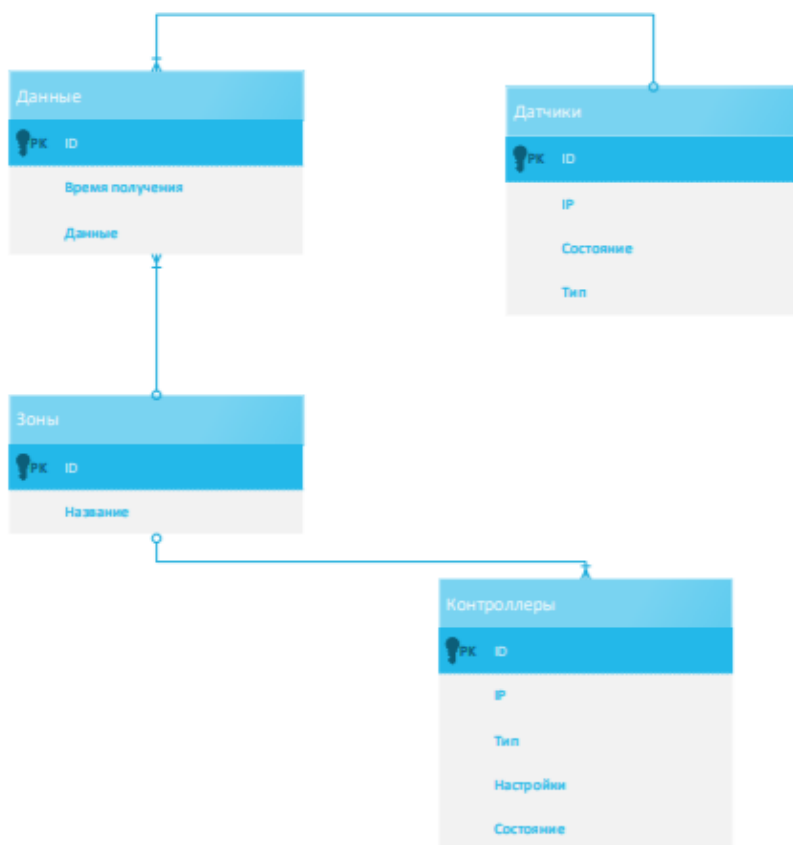 Данные
PK ID
Время получения
Данные
Датчики
PK ID
IP
Состояние
Тип
Зоны
PK ID
Название
Контроллеры
PK ID
IP
Тип
Настройки
Состояние